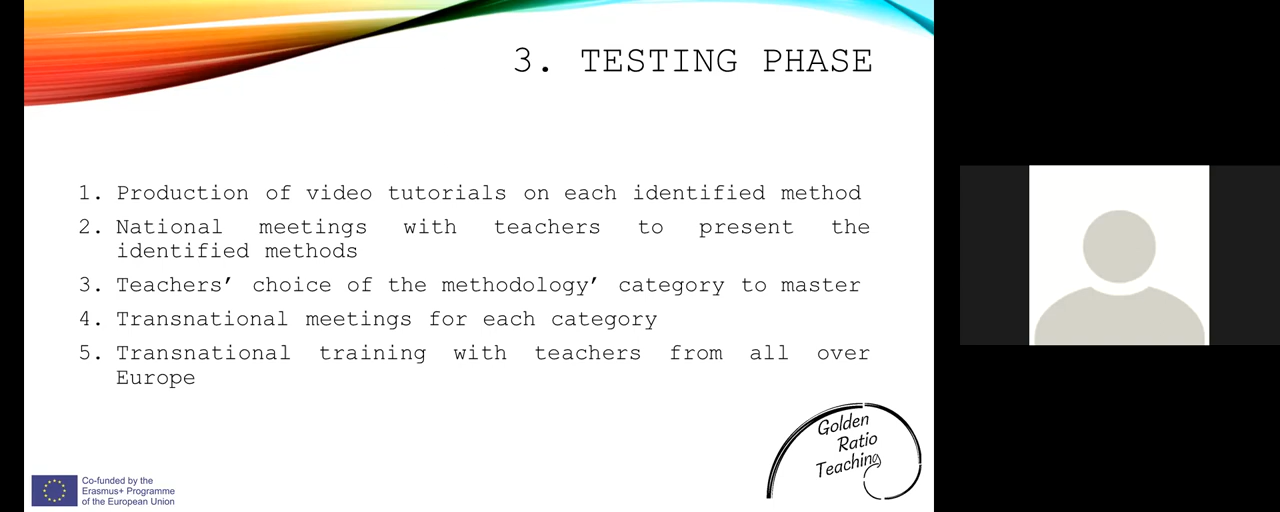 3. TESTING PHASE
1. Production of video tutorials on each identified method
2. National meetings with teachers to present the
identified methods
3. Teachers’ choice of the methodology’ category to master
4. Transnational meetings for each category
5. Transnational training with teachers from all over
Europe
Golden
Ratio
Teaching
Co-funded by the
Erasmus+ Programme
of the European Union